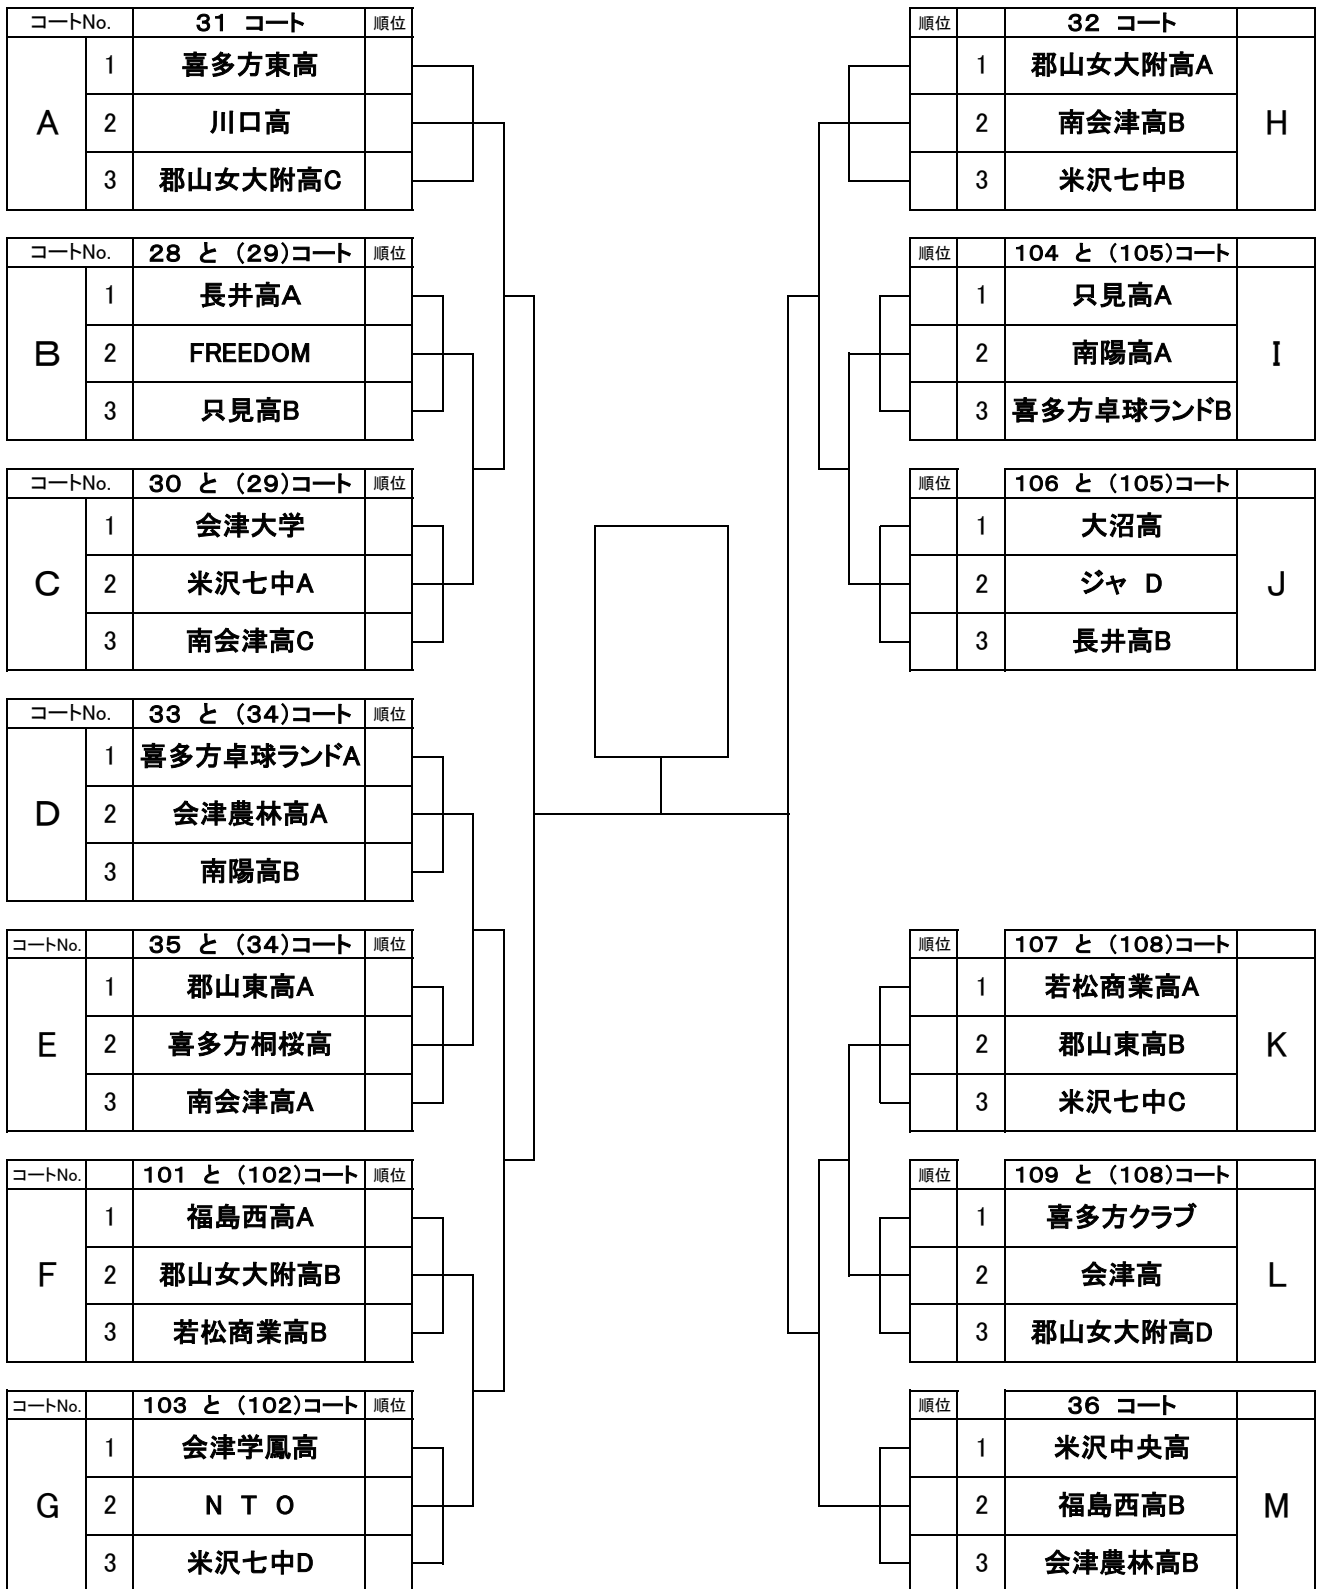 コートNo. 31 コート 順位
1 喜多方東高
A 2 川口高
3 郡山女大附高C
コートNo. 28 と (29)コート 順位
1 長井高A
B 2 FREEDOM
3 只見高B
コートNo. 30 と (29)コート 順位
1 会津大学
C 2 米沢七中A
3 南会津高C
コートNo. 33 と (34)コート 順位
1 喜多方卓球ランドA
D 2 会津農林高A
3 南陽高B
コートNo. 35 と (34)コート 順位
1 郡山東高A
E 2 喜多方桐桜高
3 南会津高A
コートNo. 101 と (102)コート 順位
1 福島西高A
F 2 郡山女大附高B
3 若松商業高B
コートNo. 103 と (102)コート 順位
1 会津学鳳高
G 2 N T O
3 米沢七中D
順位 32 コート
1 郡山女大附高A
2 南会津高B H
3 米沢七中B
順位 104 と (105)コート
1 只見高A
2 南陽高A I
3 喜多方卓球ランドB
順位 106 と (105)コート
1 大沼高
2 ジャ D J
3 長井高B
順位 107 と (108)コート
1 若松商業高A
2 郡山東高B K
3 米沢七中C
順位 109 と (108)コート
1 喜多方クラブ
2 会津高 L
3 郡山女大附高D
順位 36 コート
1 米沢中央高
2 福島西高B M
3 会津農林高B